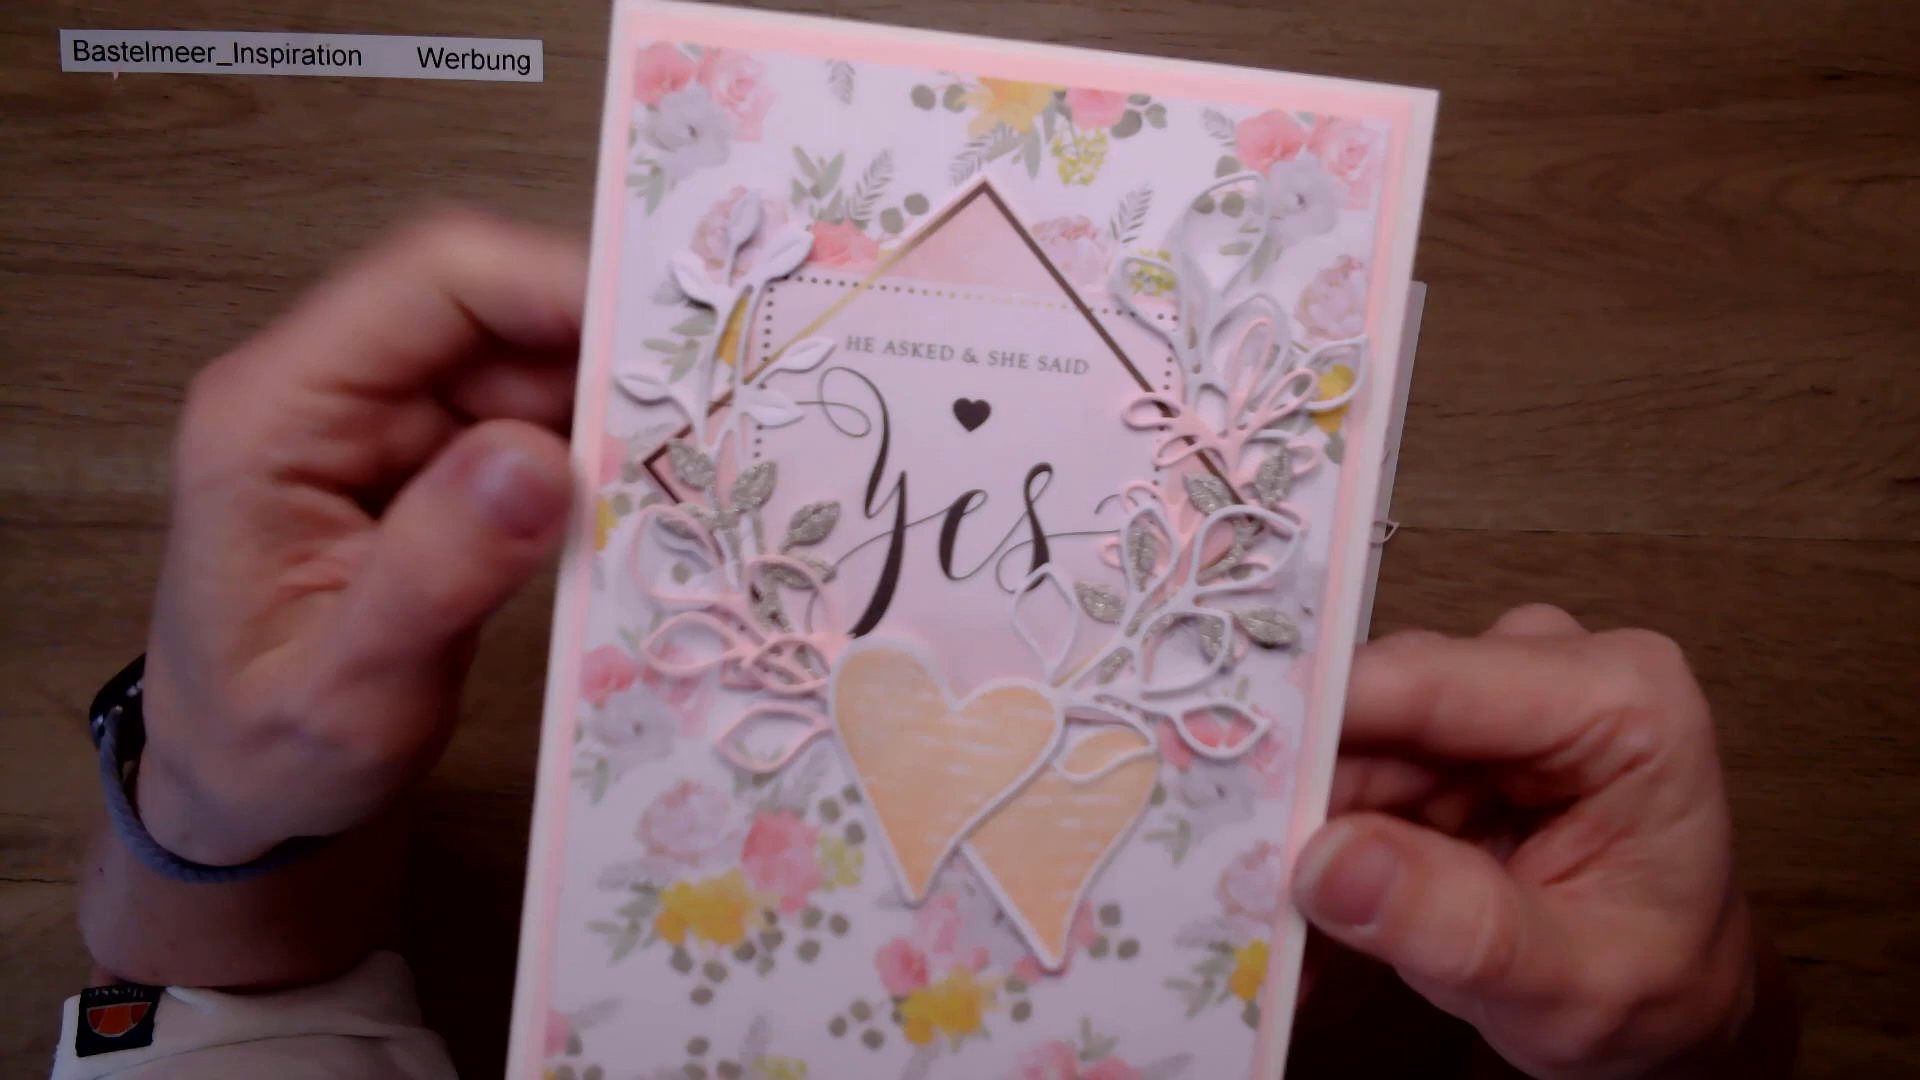 Bastelmeer_Inspiration Werbung
HE ASKED & SHE SAID
yes